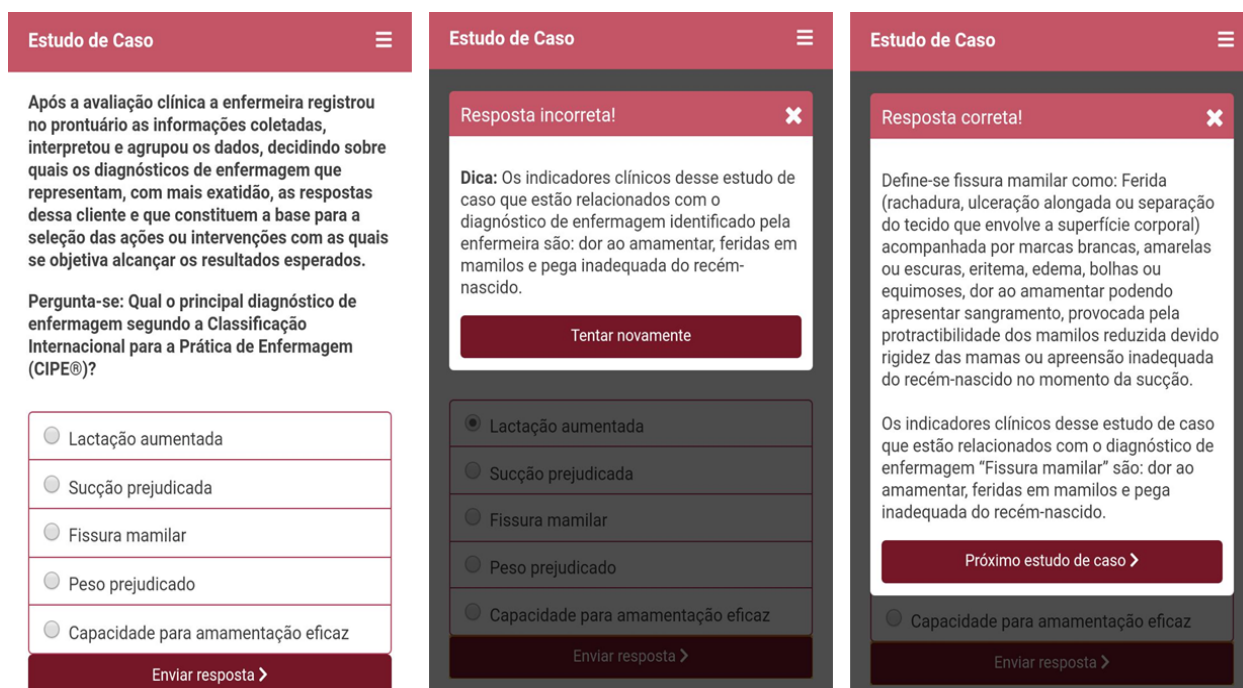 Estudo de Caso
Após a avaliação clínica a enfermeira registrou
no prontuário as informações coletadas,
interpretou e agrupou os dados, decidindo sobre
quais os diagnósticos de enfermagem que
representam, com mais exatidão, as respostas
dessa cliente e que constituem a base para a
seleção das ações ou intervenções com as quais
se objetiva alcançar os resultados esperados.
Pergunta-se: Qual o principal diagnóstico de
enfermagem segundo a Classificação
Internacional para a Prática de Enfermagem
(CIPE®)?
Lactação aumentada
Sucção prejudicada
Fissura mamilar
Peso prejudicado
Capacidade para amamentação eficaz
Enviar resposta
Estudo de Caso
Resposta incorreta!
Dica: Os indicadores clínicos desse estudo de
caso que estão relacionados com o
diagnóstico de enfermagem identificado pela
enfermeira são: dor ao amamentar, feridas em
mamilos e pega inadequada do recém-
nascido.
Tentar novamente
Lactação aumentada
Sucção prejudicada
Fissura mamilar
Peso prejudicado
Capacidade para amamentação eficaz
Enviar resposta
Estudo de Caso
Resposta correta!
Define-se fissura mamilar como: Ferida
(rachadura, ulceração alongada ou separação
do tecido que envolve a superfície corporal)
acompanhada por marcas brancas, amarelas
ou escuras, eritema, edema, bolhas ou
equimoses, dor ao amamentar podendo
apresentar sangramento, provocada pela
protractibilidade dos mamilos reduzida devido
rigidez das mamas ou apreensão inadequada
do recém-nascido no momento da sucção.
Os indicadores clínicos desse estudo de caso
que estão relacionados com o diagnóstico de
enfermagem “Fissura mamilar” são: dor ao
amamentar, feridas em mamilos e pega
inadequada do recém-nascido.
Próximo estudo de caso
Capacidade para amamentação eficaz
Enviar resposta